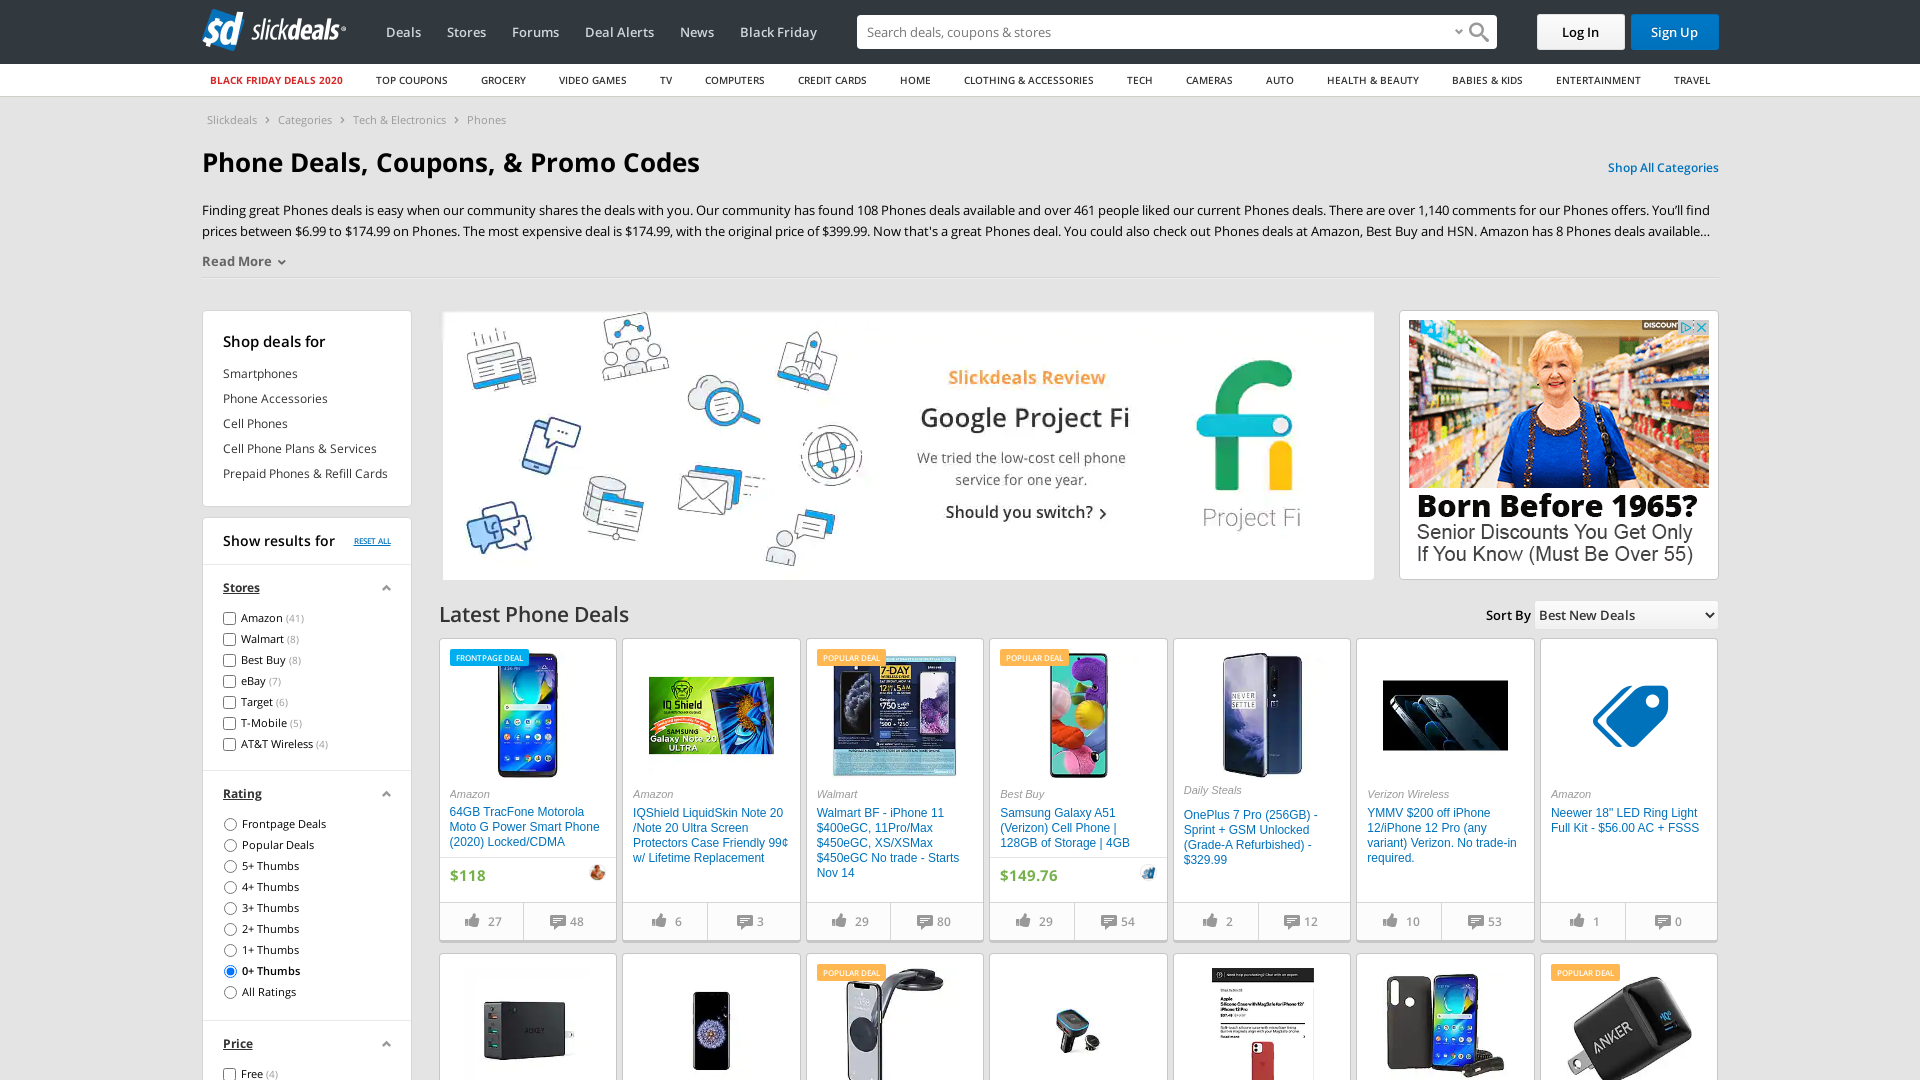 slickdeals
Deals
Stores
Forums
Deal Alerts
News
Black Friday
Search deals, coupons & stores
Log In
Sign Up
BLACK FRIDAY DEALS 2020
TOP COUPONS
GROCERY
VIDEO GAMES
TV
COMPUTERS
CREDIT CARDS
HOME
CLOTHING & ACCESSORIES
TECH
CAMERAS
AUTO
HEALTH & BEAUTY
BABIES & KIDS
ENTERTAINMENT
TRAVEL
Slickdeals > Categories > Tech & Electronics > Phones
Phone Deals, Coupons, & Promo Codes
Shop All Categories
Finding great Phones deals is easy when our community shares the deals with you. Our community has found 108 Phones deals available and over 461 people liked our current Phones deals. There are over 1,140 comments for our Phones offers. You'll find
prices between $6.99 to $174.99 on Phones. The most expensive deal is $174.99, with the original price of $399.99. Now that's a great Phones deal. You could also check out Phones deals at Amazon, Best Buy and HSN. Amazon has 8 Phones deals available…
Read More
Shop deals for
Smartphones
Phone Accessories
Cell Phones
Cell Phone Plans & Services
Prepaid Phones & Refill Cards
Show results for
RESET ALL
Stores
Amazon (41)
Walmart (8)
Best Buy (8)
eBay (7)
Target (6)
T-Mobile (5)
AT&T Wireless (4)
Rating
Frontpage Deals
Popular Deals
5+ Thumbs
4+ Thumbs
3+ Thumbs
2+ Thumbs
1+ Thumbs
0+ Thumbs
All Ratings
Price
Free (4)
Slickdeals Review
Google Project Fi
We tried the low-cost cell phone
service for one year.
Should you switch? >
Project Fi
Born Before 1965?
Senior Discounts You Get Only
If You Know (Must Be Over 55)
Latest Phone Deals
Sort By
Best New Deals
FRONTPAGE DEAL
Amazon
64GB TracFone Motorola
Moto G Power Smart Phone
(2020) Locked/CDMA
$118
27
48
IQ Shield
SAMSUNG
Galaxy Note 20
ULTRA
Amazon
IQShield LiquidSkin Note 20
/Note 20 Ultra Screen
Protectors Case Friendly 99¢
w/ Lifetime Replacement
6
3
POPULAR DEAL
7-DAY
Walmart
Walmart BF - iPhone 11
$400eGC, 11Pro/Max
$450eGC, XS/XSMax
$450eGC No trade - Starts
Nov 14
29
80
POPULAR DEAL
Best Buy
Samsung Galaxy A51
(Verizon) Cell Phone |
128GB of Storage | 4GB
$149.76
29
54
NEVER
SETTLE
Daily Steals
OnePlus 7 Pro (256GB) -
Sprint + GSM Unlocked
(Grade-A Refurbished) -
$329.99
2
12
Verizon Wireless
YMMV $200 off iPhone
12/iPhone 12 Pro (any
variant) Verizon. No trade-in
required.
10
53
Amazon
Neewer 18" LED Ring Light
Full Kit - $56.00 AC + FSSS
1
0
AUKEY
POPULAR DEAL
POPULAR DEAL
ANKER